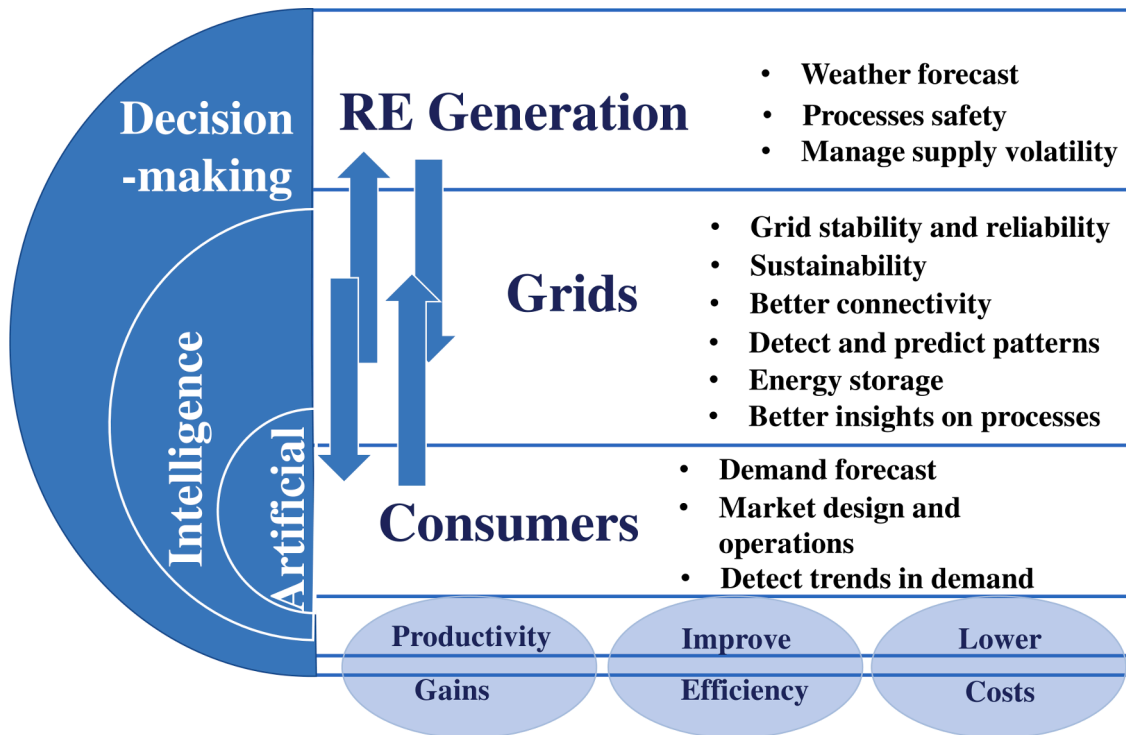 Decision
-making
Intelligence
Artificial
RE Generation
• Weather forecast
• Processes safety
• Manage supply volatility
Grids
• Grid stability and reliability
• Sustainability
• Better connectivity
• Detect and predict patterns
• Energy storage
• Better insights on processes
Consumers
• Demand forecast
• Market design and
operations
• Detect trends in demand
Productivity
Gains
Improve
Efficiency
Lower
Costs